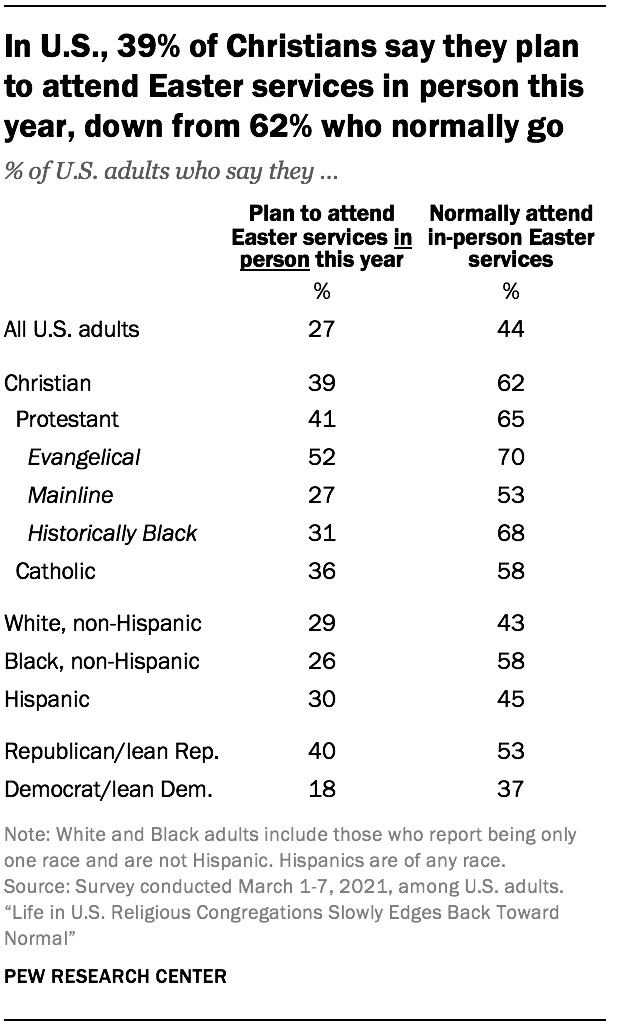 In U.S., 39% of Christians say they plan
to attend Easter services in person this
year, down from 62% who normally go
% of U.S. adults who say they ...
Plan to attend Easter services in person this year
Normally attend in-person Easter services
% %
All U.S. adults 27 44
Christian 39 62
Protestant 41 65
Evangelical 52 70
Mainline 27 53
Historically Black 31 68
Catholic 36 58
White, non-Hispanic 29 43
Black, non-Hispanic 26 58
Hispanic 30 45
Republican/lean Rep. 40 53
Democrat/lean Dem. 18 37
Note: White and Black adults include those who report being only
one race and are not Hispanic. Hispanics are of any race.
Source: Survey conducted March 1-7, 2021, among U.S. adults.
“Life in U.S. Religious Congregations Slowly Edges Back Toward
Normal”
PEW RESEARCH CENTER